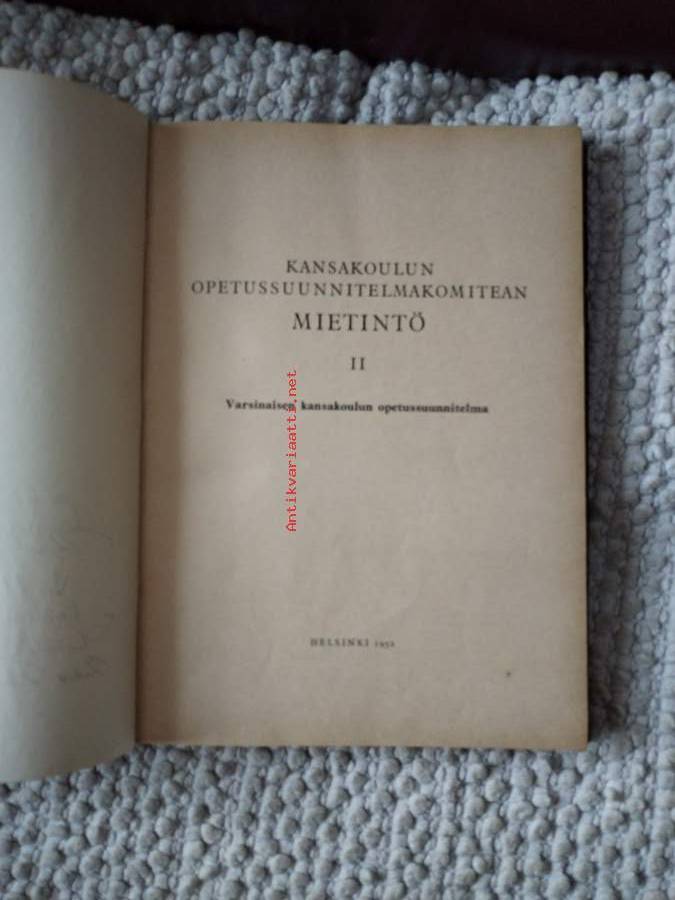 KANSAKOULUN
OPETUSSUUNNITELMAKOMITEAN
MIETINTÖ
II
Varsinaisen kansakoulun opetussuunnitelma
HELSINKI 1952
Antikvariaatti.net